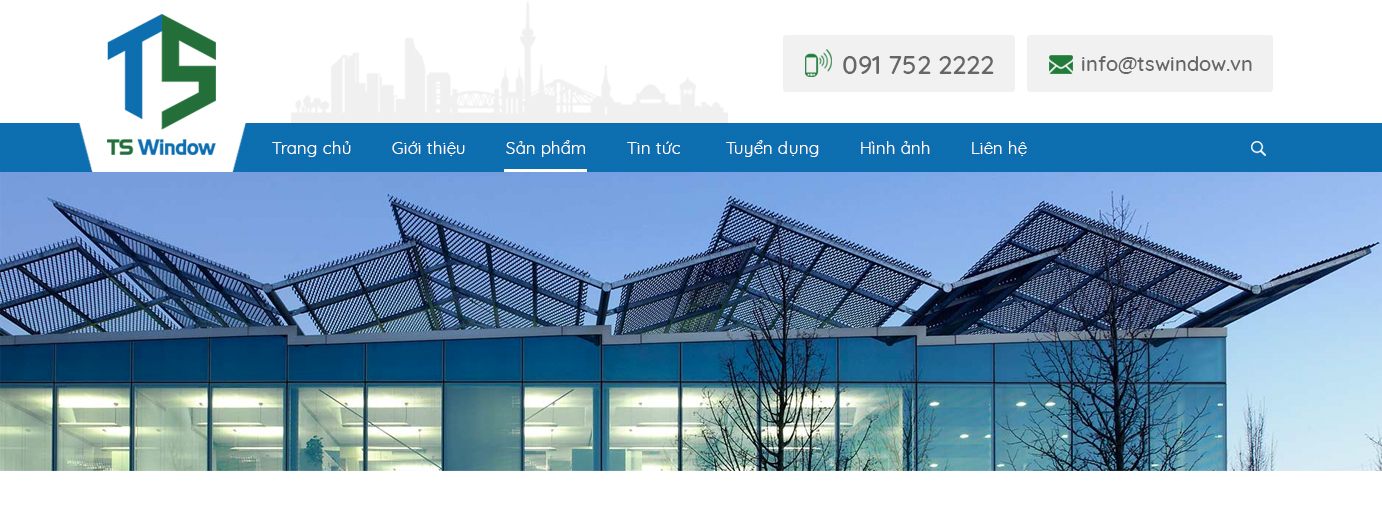 TS
TS Window
091 752 2222
info@tswindow.vn
Trang chủ
Giới thiệu
Sản phẩm
Tin tức
Tuyển dụng
Hình ảnh
Liên hệ